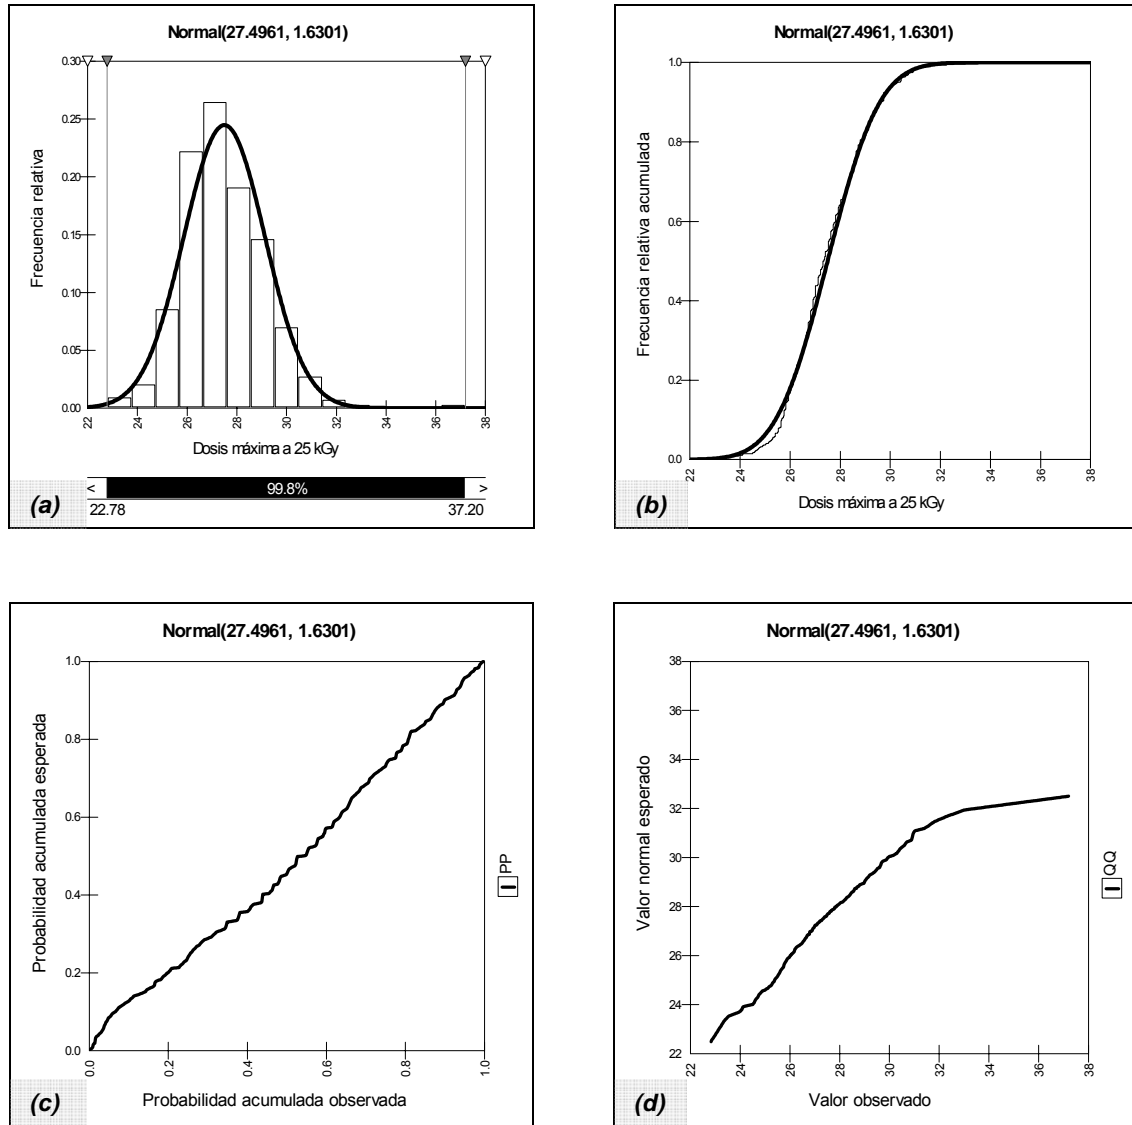 Normal(27.4961, 1.6301)
Frecuencia relativa
0.30
0.25
0.20
0.15
0.10
0.05
0.00
22 24 26 28 30 32 34 36 38
Dosis máxima a 25 kGy
< 99.8% >
22.78 37.20
(a)
Normal(27.4961, 1.6301)
Frecuencia relativa acumulada
1.0
0.8
0.6
0.4
0.2
0.0
22 24 26 28 30 32 34 36 38
Dosis máxima a 25 kGy
(b)
Normal(27.4961, 1.6301)
Probabilidad acumulada esperada
1.0
0.8
0.6
0.4
0.2
0.0
0.0 0.2 0.4 0.6 0.8 1.0
Probabilidad acumulada observada
PP
(c)
Normal(27.4961, 1.6301)
Valor normal esperado
38
36
34
32
30
28
26
24
22
22 24 26 28 30 32 34 36 38
Valor observado
QQ
(d)